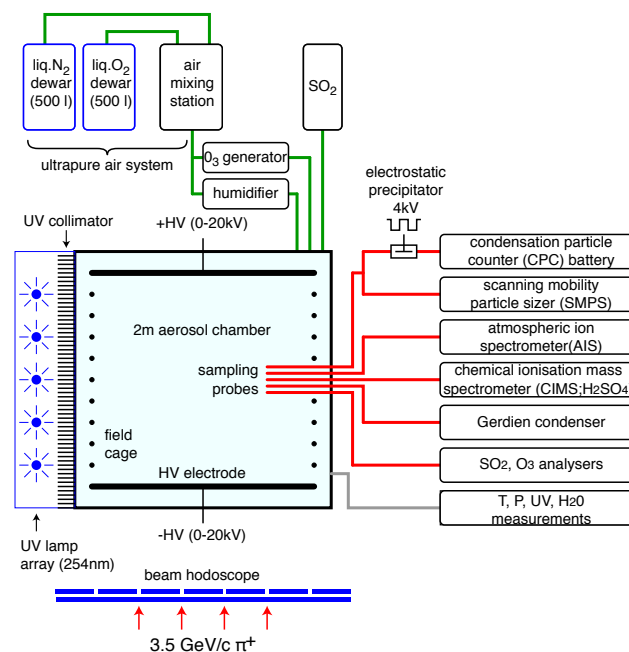 liq.N2
dewar
(500 l)
liq.O2
dewar
(500 l)
air
mixing
station
SO2
ultrapure air system
03 generator
humidifier
electrostatic
precipitator
4kV
UV collimator
+HV (0-20kV)
condensation particle
counter (CPC) battery
scanning mobility
particle sizer (SMPS)
2m aerosol chamber
atmospheric ion
spectrometer(AIS)
sampling
probes
chemical ionisation mass
spectrometer (CIMS;H2SO4
Gerdien condenser
field
cage
HV electrode
SO2, O3 analysers
T, P, UV, H20
measurements
-HV (0-20kV)
UV lamp
array (254nm)
beam hodoscope
3.5 GeV/c π+